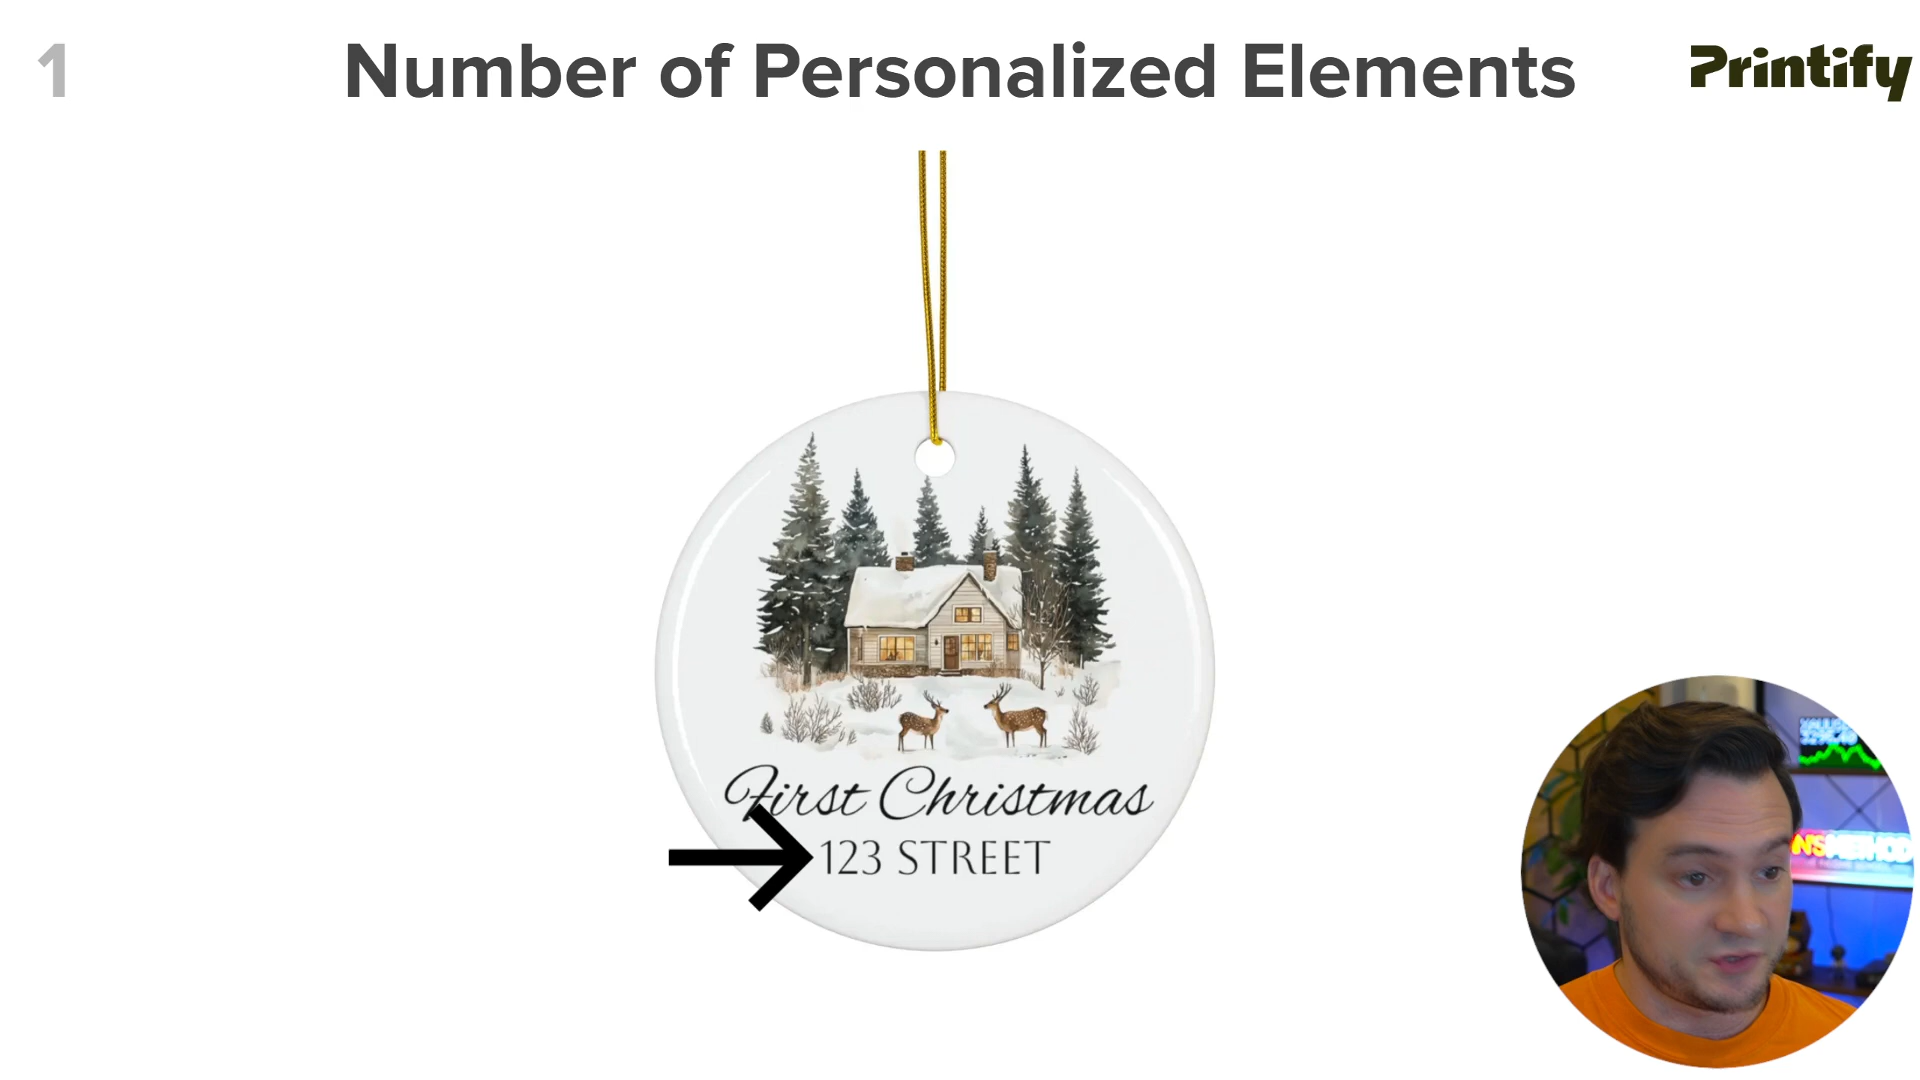 1
Number of Personalized Elements
Printify
First Christmas
123 STREET